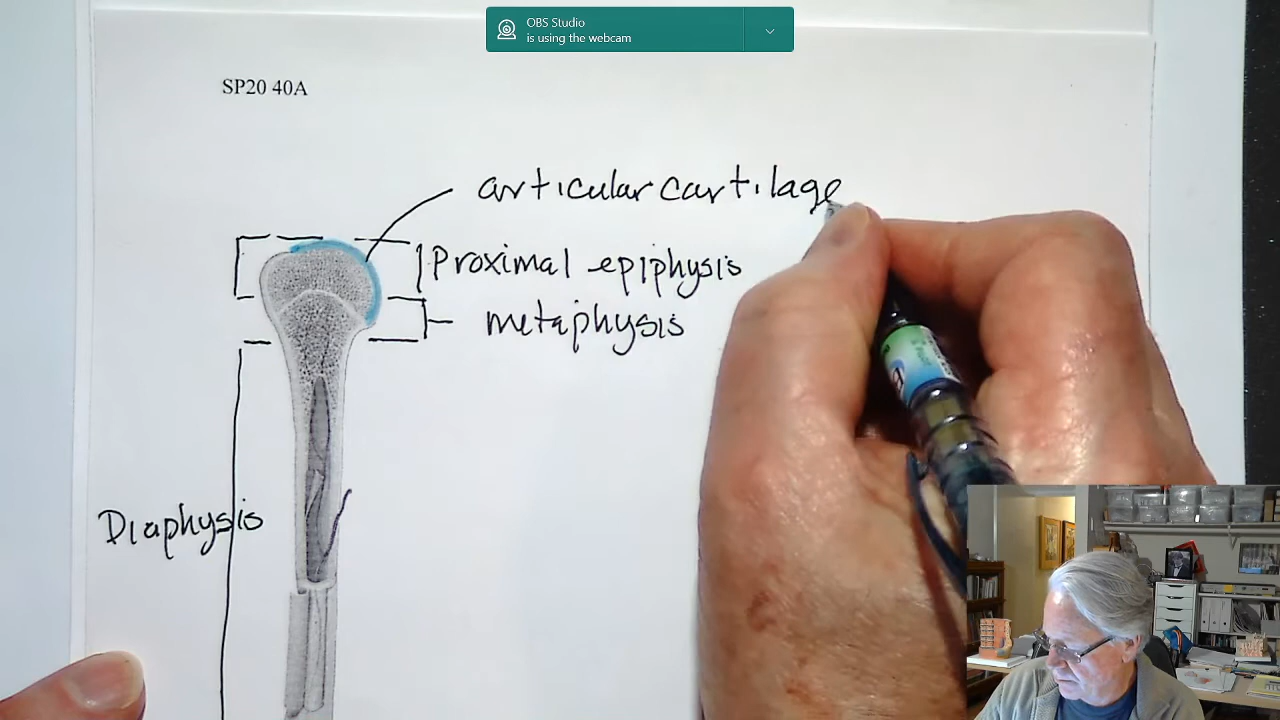 OBS Studio
is using the webcam
SP20 40A
articular cartilage
Proximal epiphysis
metaphysis
Diaphysis